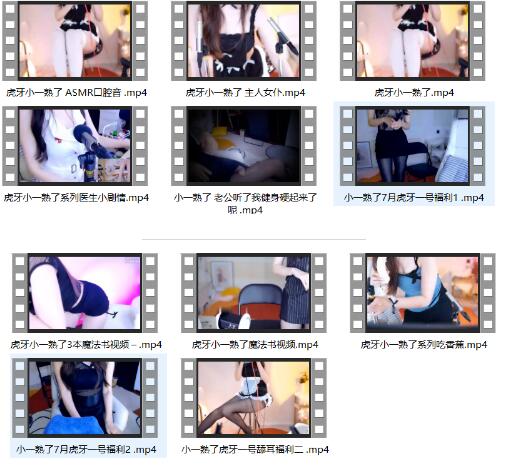 虎牙小一熟了 ASMR口腔音 .mp4
虎牙小一熟了 主人女仆.mp4
虎牙小一熟了.mp4
虎牙小一熟了系列医生小剧情.mp4
小一熟了 老公听了我健身硬起来了
呢 .mp4
小一熟了7月虎牙一号福利1 .mp4
虎牙小一熟了3本魔法书视频 – .mp4
虎牙小一熟了魔法书视频.mp4
虎牙小一熟了系列吃香蕉.mp4
小一熟了7月虎牙一号福利2 .mp4
小一熟了虎牙一号舔耳福利二 .mp4